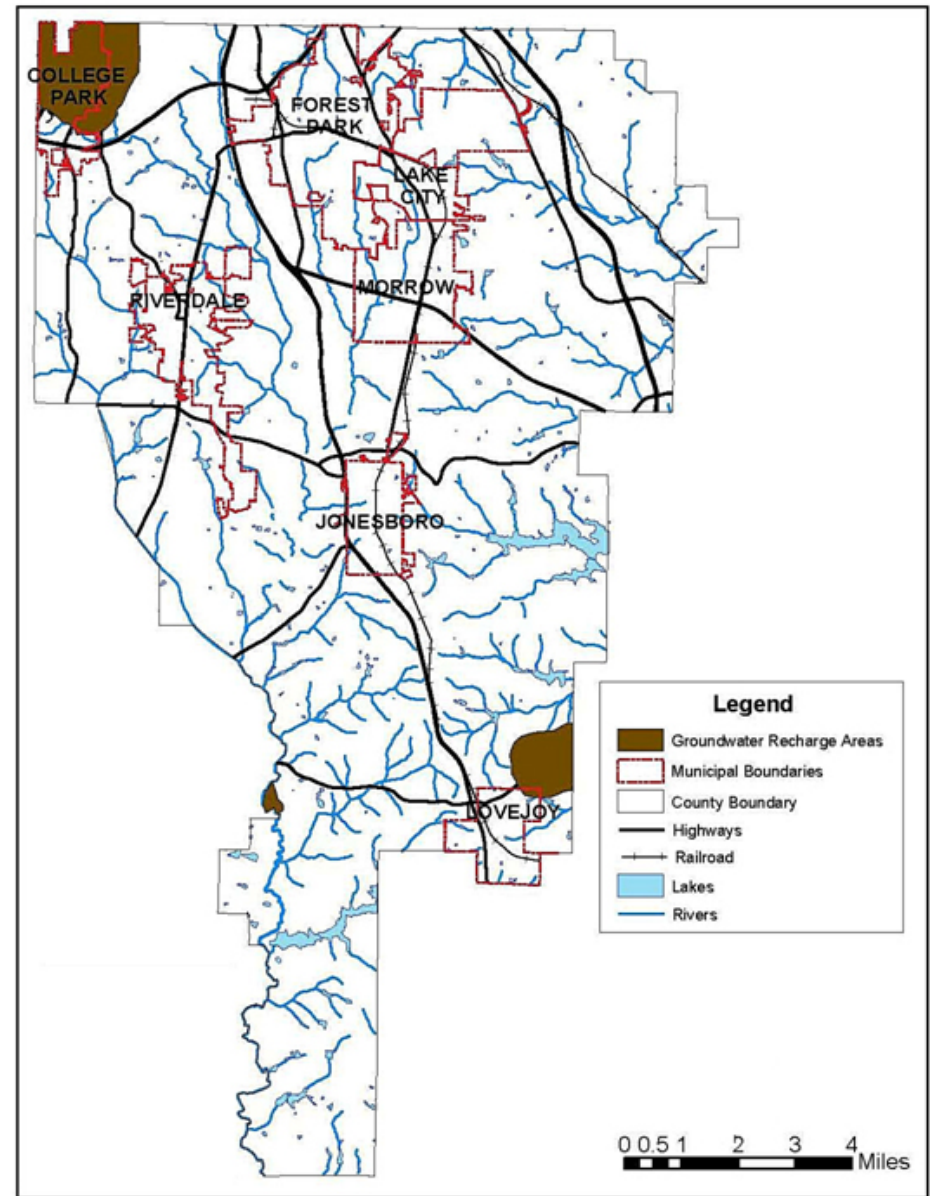 COLLEGE
PARK
FOREST
PARK
LAKE
CITY
RIVERDALE
MORROW
JONESBORO
LOVEJOY
Legend
Groundwater Recharge Areas
Municipal Boundaries
County Boundary
Highways
Railroad
Lakes
Rivers
0 0.5 1 2 3 4
Miles